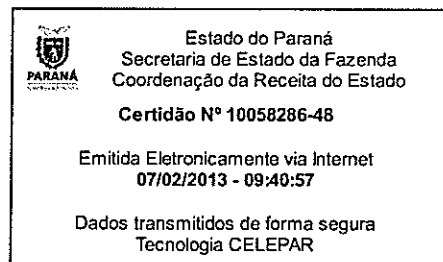 Estado do Paraná
Secretaria de Estado da Fazenda
Coordenação da Receita do Estado
PARANÁ
Certidão Nº 10058286-48
Emitida Eletronicamente via Internet
07/02/2013 - 09:40:57
Dados transmitidos de forma segura
Tecnologia CELEPAR